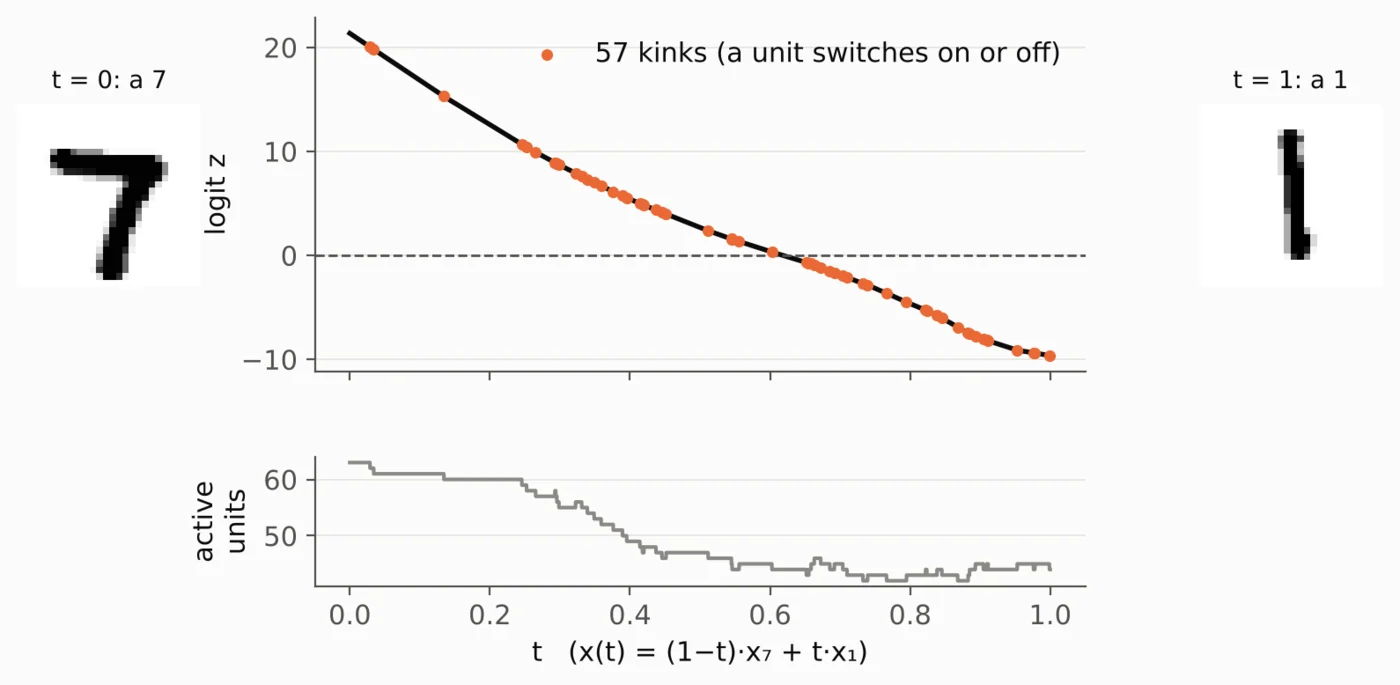 t = 0: a 7
logit z
20
10
0
−10
57 kinks (a unit switches on or off)
t = 1: a 1
active
units
60
50
0.0 0.2 0.4 0.6 0.8 1.0
t (x(t) = (1−t)·x₇ + t·x₁)